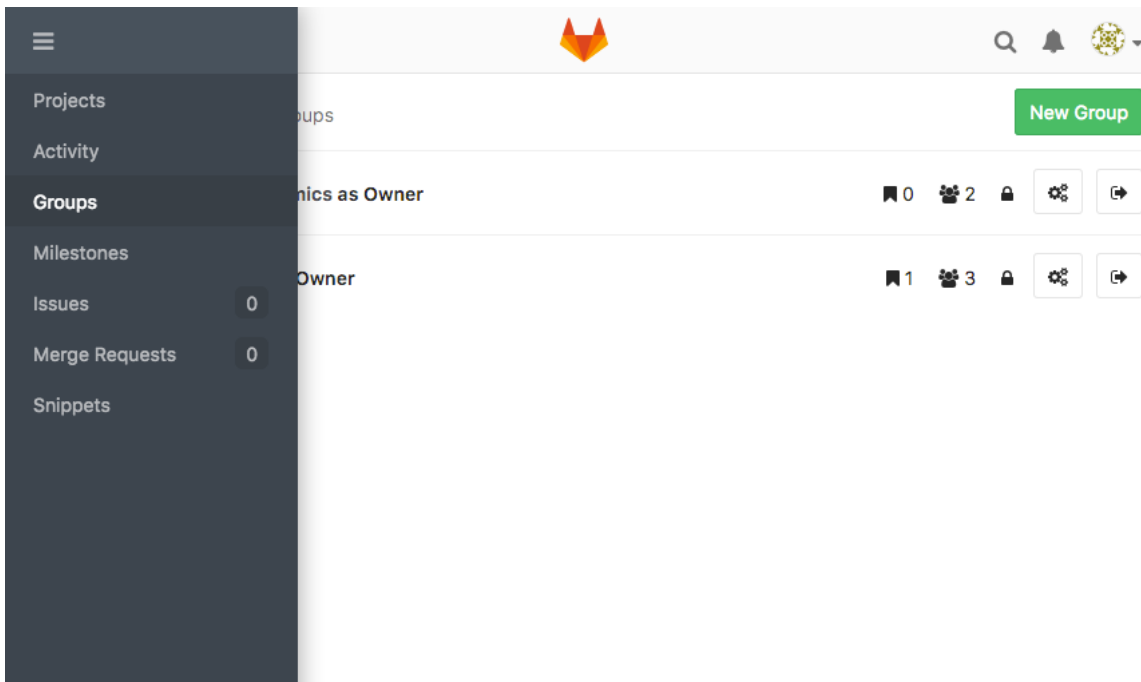 Projects
Activity
Groups
Milestones
Issues 0
Merge Requests 0
Snippets
oups
New Group
mics as Owner
0 2
Owner
1 3